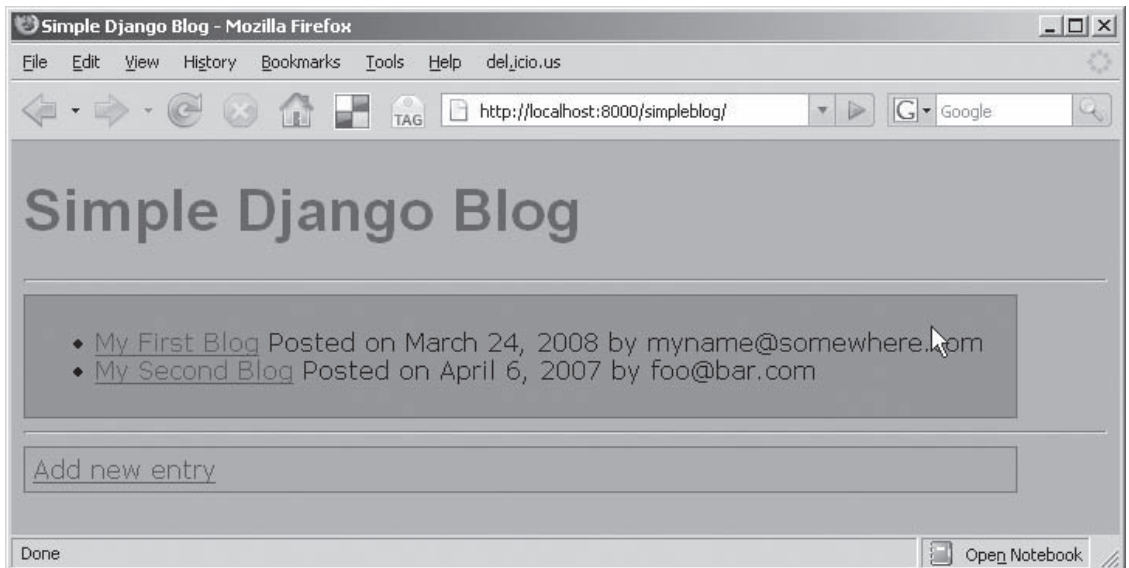 Simple Django Blog - Mozilla Firefox
File Edit View History Bookmarks Tools Help del.icio.us
TAG http://localhost:8000/simpleblog/ G Google
Simple Django Blog
• My First Blog Posted on March 24, 2008 by myname@somewhere.com
• My Second Blog Posted on April 6, 2007 by foo@bar.com
Add new entry
Done Open Notebook